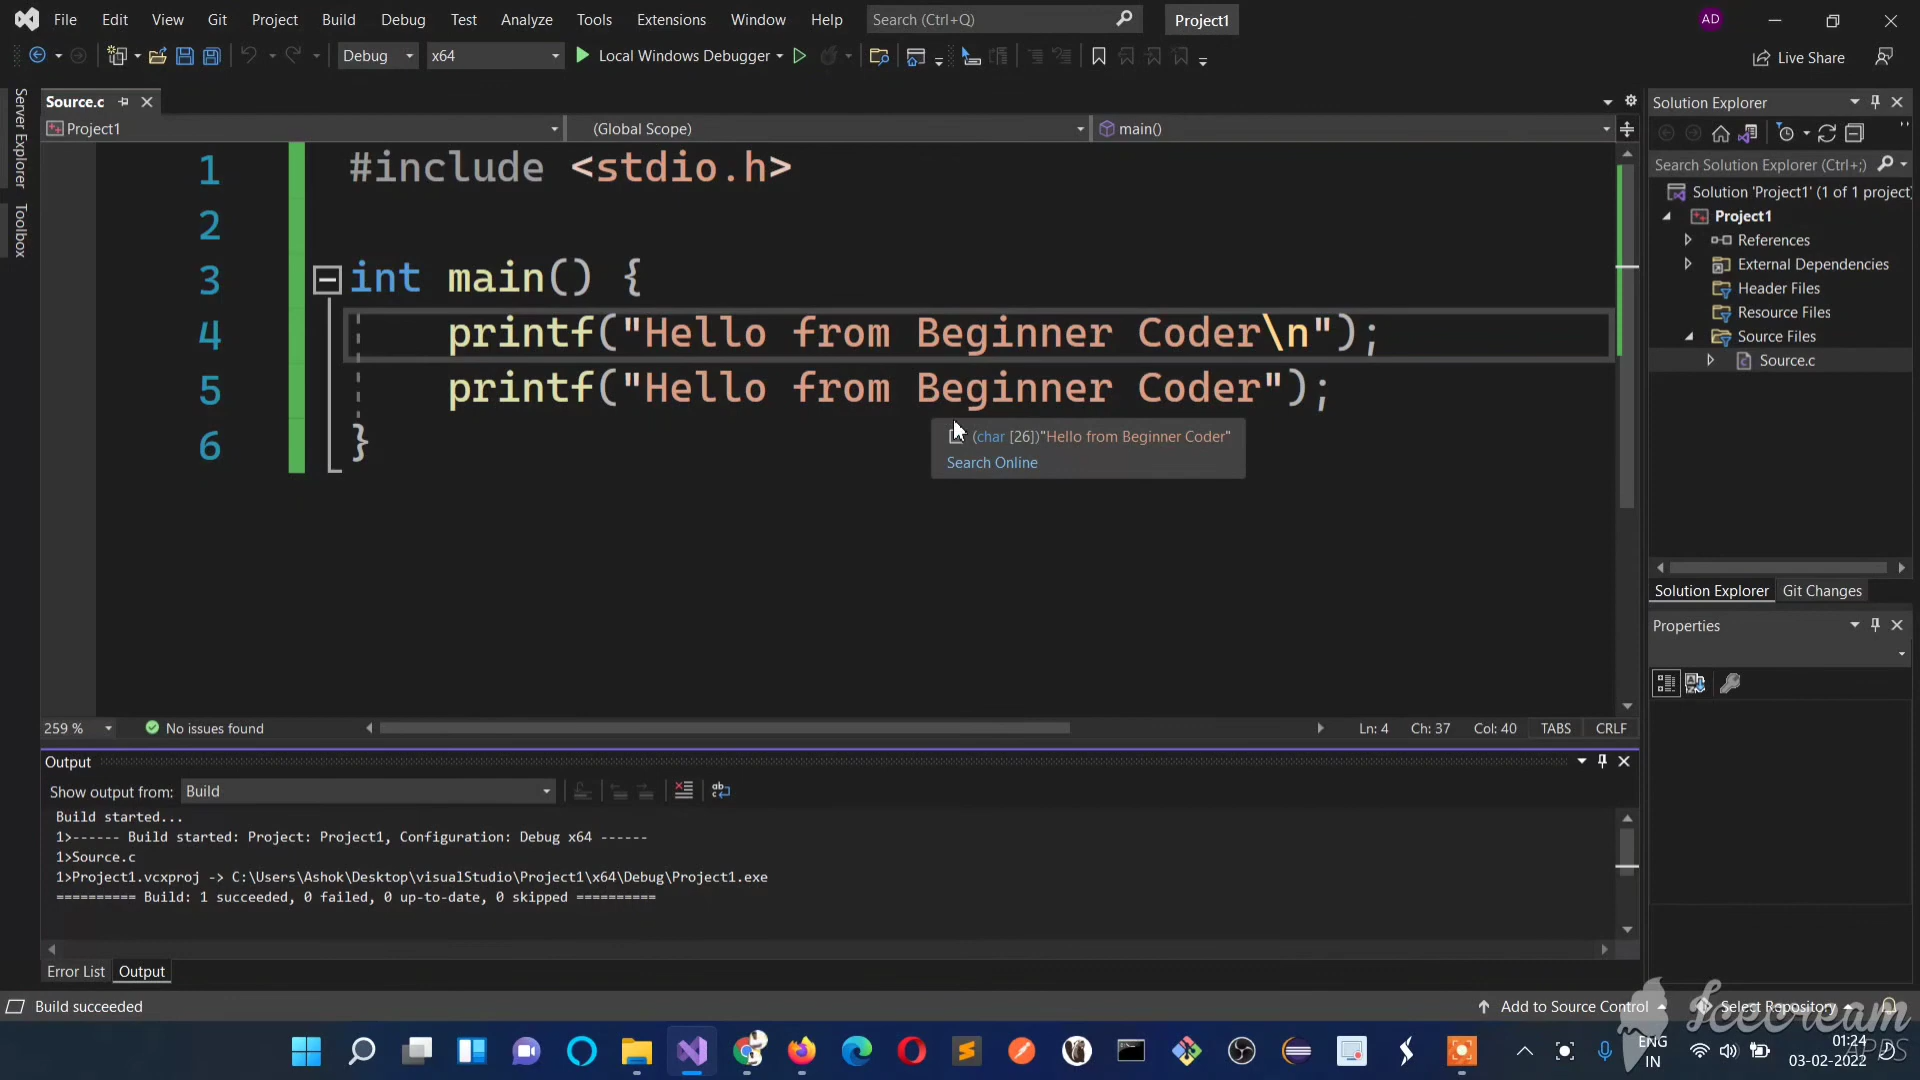 File Edit View Git Project Build Debug Test Analyze Tools Extensions Window Help Search (Ctrl+Q) Project1 AD
Debug x64 Local Windows Debugger Live Share
Server Explorer
Toolbox
Source.c
Project1 (Global Scope) main()
1 #include <stdio.h>
2
3 int main() {
4 printf("Hello from Beginner Coder\n");
5 printf("Hello from Beginner Coder");
6 }
(char [26])"Hello from Beginner Coder"
Search Online
259 % No issues found Ln: 4 Ch: 37 Col: 40 TABS CRLF
Solution Explorer
Search Solution Explorer (Ctrl+;)
Solution 'Project1' (1 of 1 project)
Project1
References
External Dependencies
Header Files
Resource Files
Source Files
Source.c
Solution Explorer Git Changes
Properties
Output
Show output from: Build
Build started...
1>------ Build started: Project: Project1, Configuration: Debug x64 ------
1>Source.c
1>Project1.vcxproj -> C:\Users\Ashok\Desktop\visualStudio\Project1\x64\Debug\Project1.exe
========== Build: 1 succeeded, 0 failed, 0 up-to-date, 0 skipped ==========
Error List Output
Build succeeded Add to Source Control Select Repository
Icecream
APPS
ENG
IN
01:24
03-02-2022